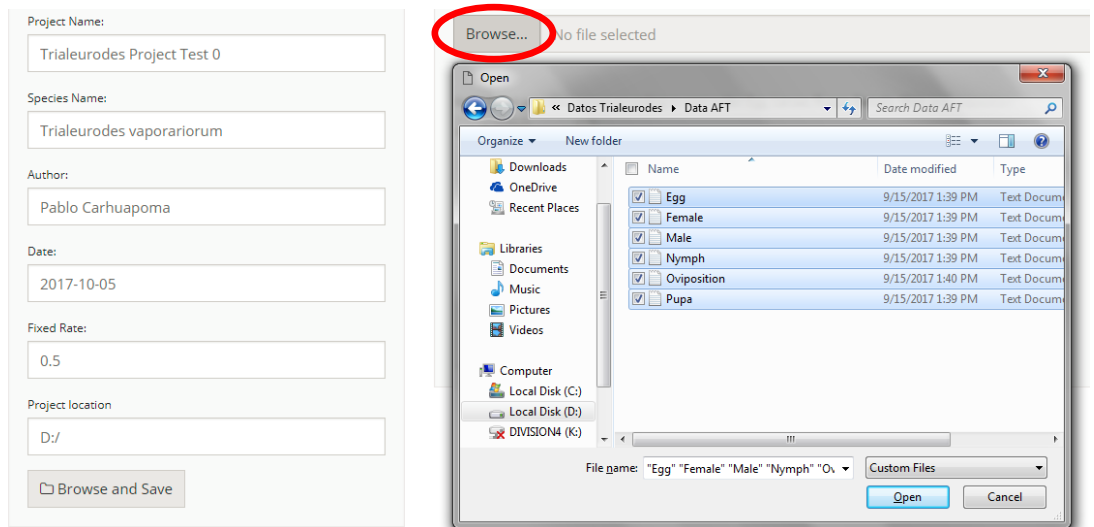 Project Name:
Trialeurodes Project Test 0
Species Name:
Trialeurodes vaporariorum
Author:
Pablo Carhuapoma
Date:
2017-10-05
Fixed Rate:
0.5
Project location
D:/
Browse and Save
Browse... No file selected
Open
« Datos Trialeurodes Data AFT Search Data AFT
Organize New folder
Downloads
OneDrive
Recent Places
Libraries
Documents
Music
Pictures
Videos
Computer
Local Disk (C:)
Local Disk (D:)
DIVISION4 (K:)
Name Date modified Type
Egg 9/15/2017 1:39 PM Text Docume
Female 9/15/2017 1:39 PM Text Docume
Male 9/15/2017 1:39 PM Text Docume
Nymph 9/15/2017 1:39 PM Text Docume
Oviposition 9/15/2017 1:40 PM Text Docume
Pupa 9/15/2017 1:39 PM Text Docume
File name: "Egg" "Female" "Male" "Nymph" "Ov Custom Files
Open Cancel